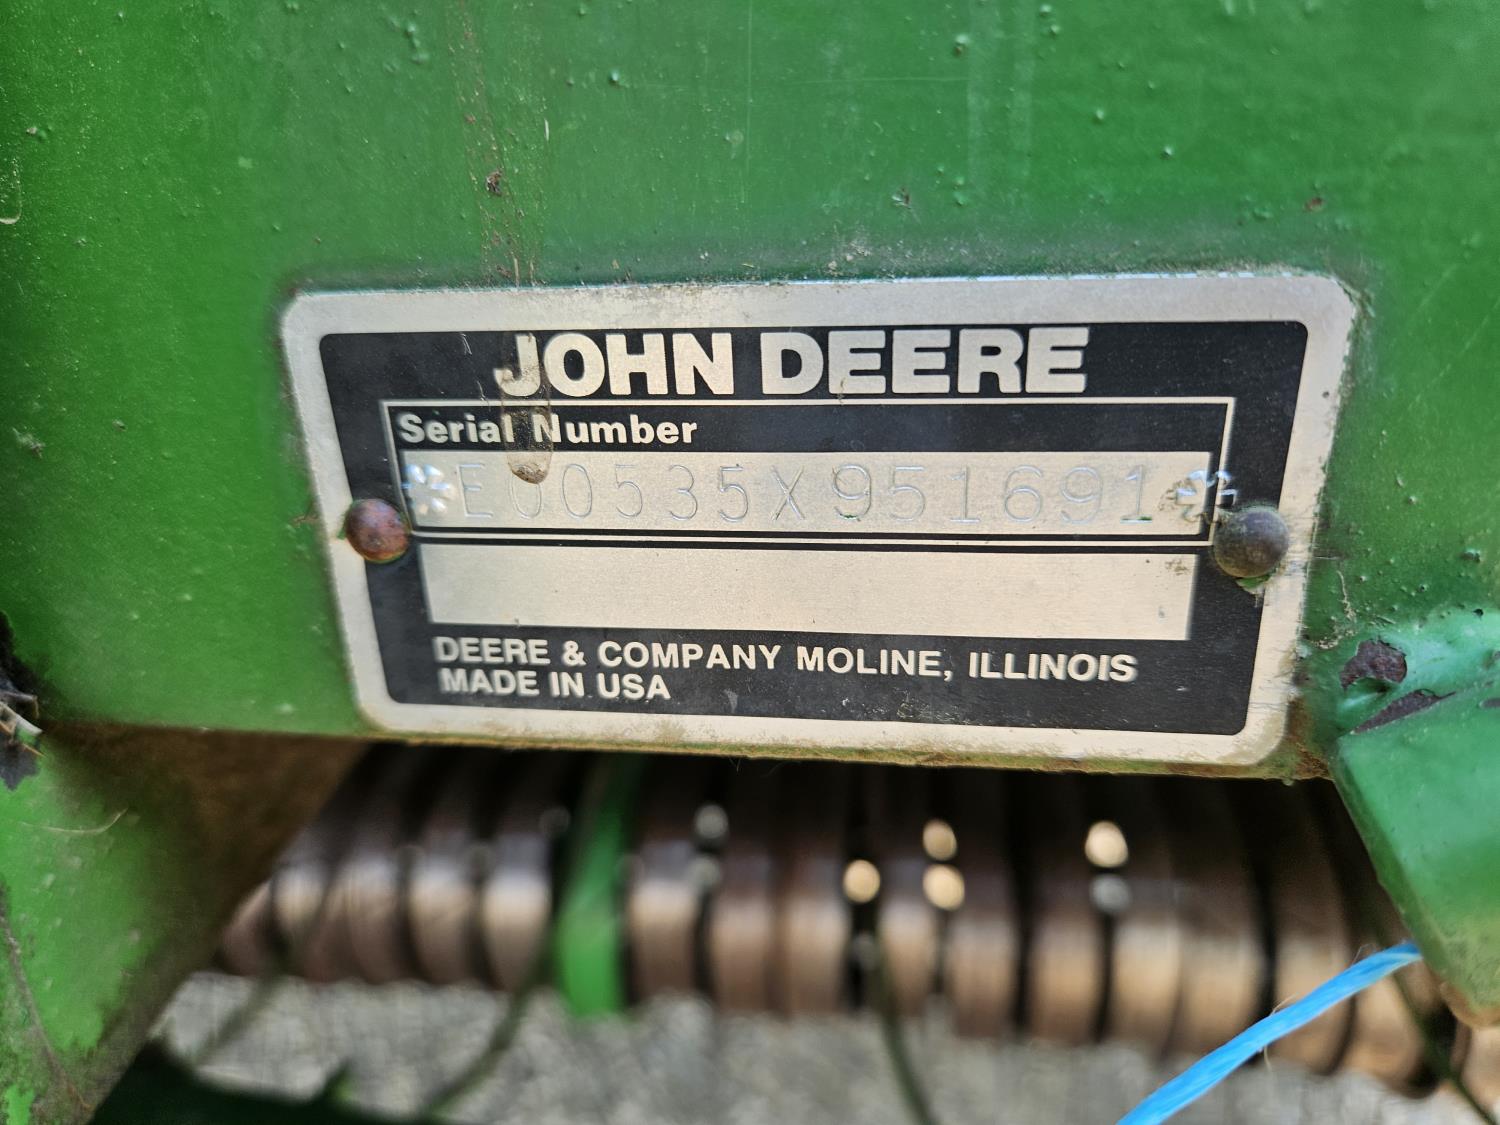 JOHN DEERE
Serial Number
*E00535X951691*
DEERE & COMPANY MOLINE, ILLINOIS
MADE IN USA